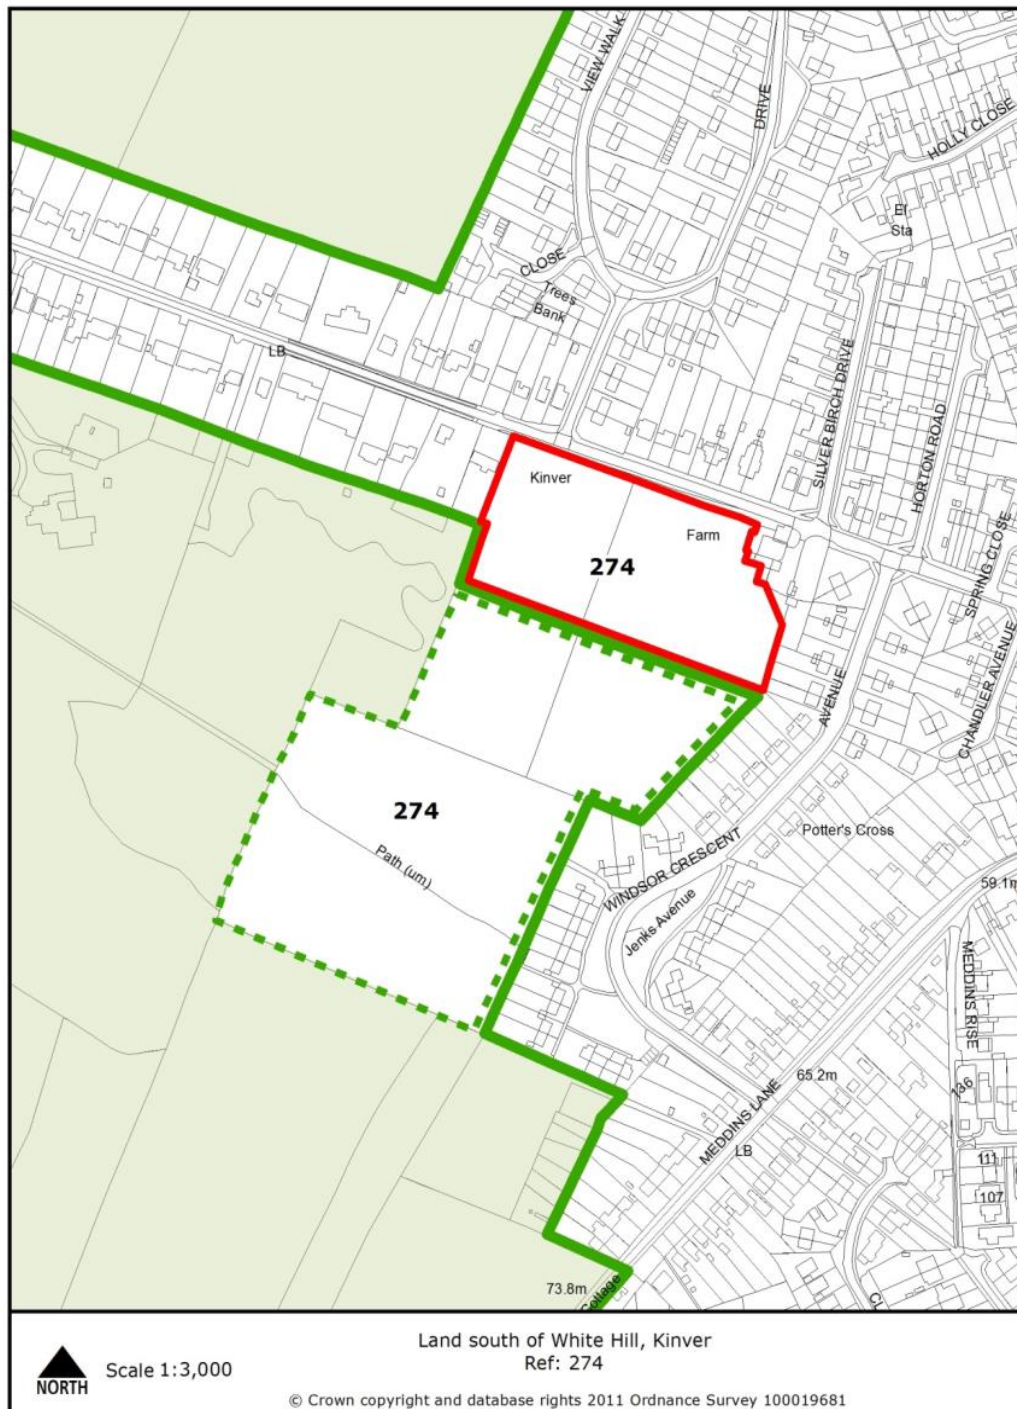 VIEW WALK
DRIVE
HOLLY CLOSE
El
Sta
CLOSE
Trees
Bank
LB
SILVER BIRCH DRIVE
HORTON ROAD
Kinver
Farm
274
SPRING CLOSE
CHANDLER AVENUE
AVENUE
274
Path (um)
Potter's Cross
WINDSOR CRESCENT
59.1m
Jenks Avenue
MEDDINS RISE
65.2m
136
MEDDINS LANE
LB
111
107
73.8m
Cottage
CL
NORTH
Scale 1:3,000
Land south of White Hill, Kinver
Ref: 274
© Crown copyright and database rights 2011 Ordnance Survey 100019681